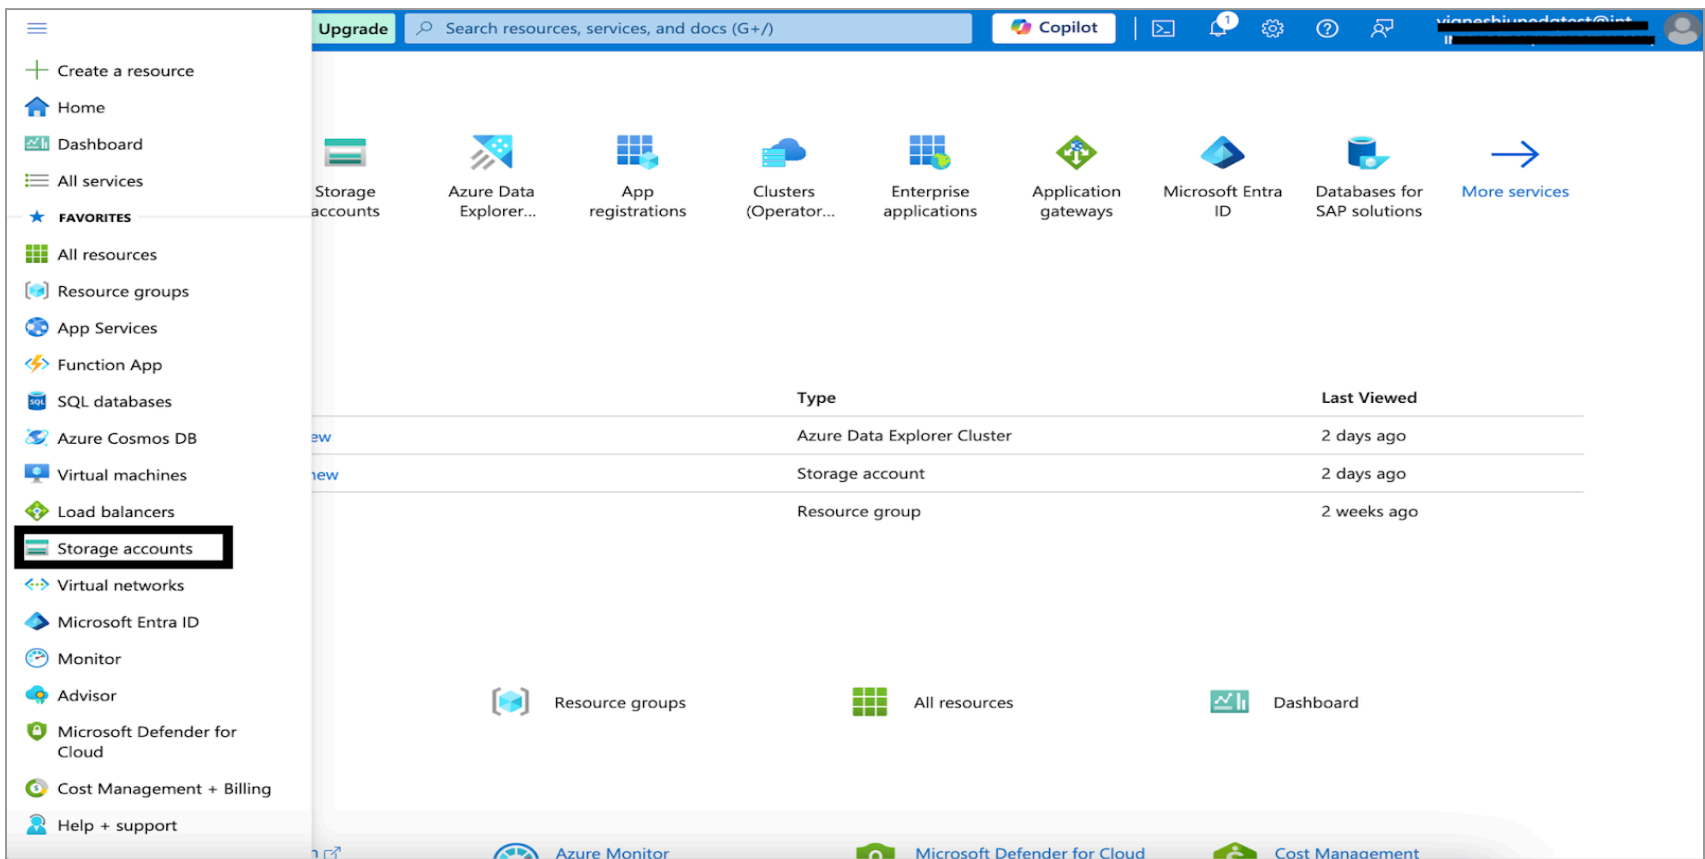 Upgrade
Search resources, services, and docs (G+/)
Copilot
1
Create a resource
Home
Dashboard
All services
FAVORITES
All resources
Resource groups
App Services
Function App
SQL databases
Azure Cosmos DB
Virtual machines
Load balancers
Storage accounts
Virtual networks
Microsoft Entra ID
Monitor
Advisor
Microsoft Defender for
Cloud
Cost Management + Billing
Help + support
Storage
accounts
Azure Data
Explorer...
App
registrations
Clusters
(Operator...
Enterprise
applications
Application
gateways
Microsoft Entra
ID
Databases for
SAP solutions
More services
Type
Last Viewed
Azure Data Explorer Cluster
2 days ago
Storage account
2 days ago
Resource group
2 weeks ago
Resource groups
All resources
Dashboard
Azure Monitor
Microsoft Defender for Cloud
Cost Management